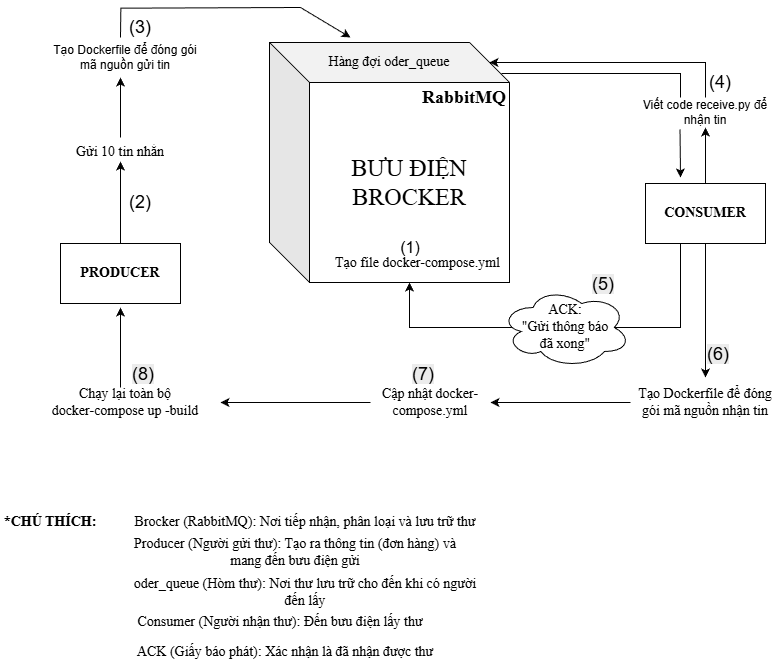 (3)
Tạo Dockerfile để đóng gói
mã nguồn gửi tin
Hàng đợi oder_queue
RabbitMQ
(4)
Viết code receive.py để
nhận tin
Gửi 10 tin nhăn
BƯU ĐIỆN
BROCKER
(2)
CONSUMER
(1)
Tạo file docker-compose.yml
PRODUCER
(5)
ACK:
"Gửi thông báo
đã xong"
(6)
(8)
Chạy lại toàn bộ
docker-compose up -build
(7)
Cập nhật docker-
compose.yml
Tạo Dockerfile để đóng
gói mã nguồn nhận tin
*CHÚ THÍCH:
Brocker (RabbitMQ): Nơi tiếp nhận, phân loại và lưu trữ thư
Producer (Người gửi thư): Tạo ra thông tin (đơn hàng) và
mang đến bưu điện gửi
oder_queue (Hòm thư): Nơi thư lưu trữ cho đến khi có người
đến lấy
Consumer (Người nhận thư): Đến bưu điện lấy thư
ACK (Giấy báo phát): Xác nhận là đã nhận được thư